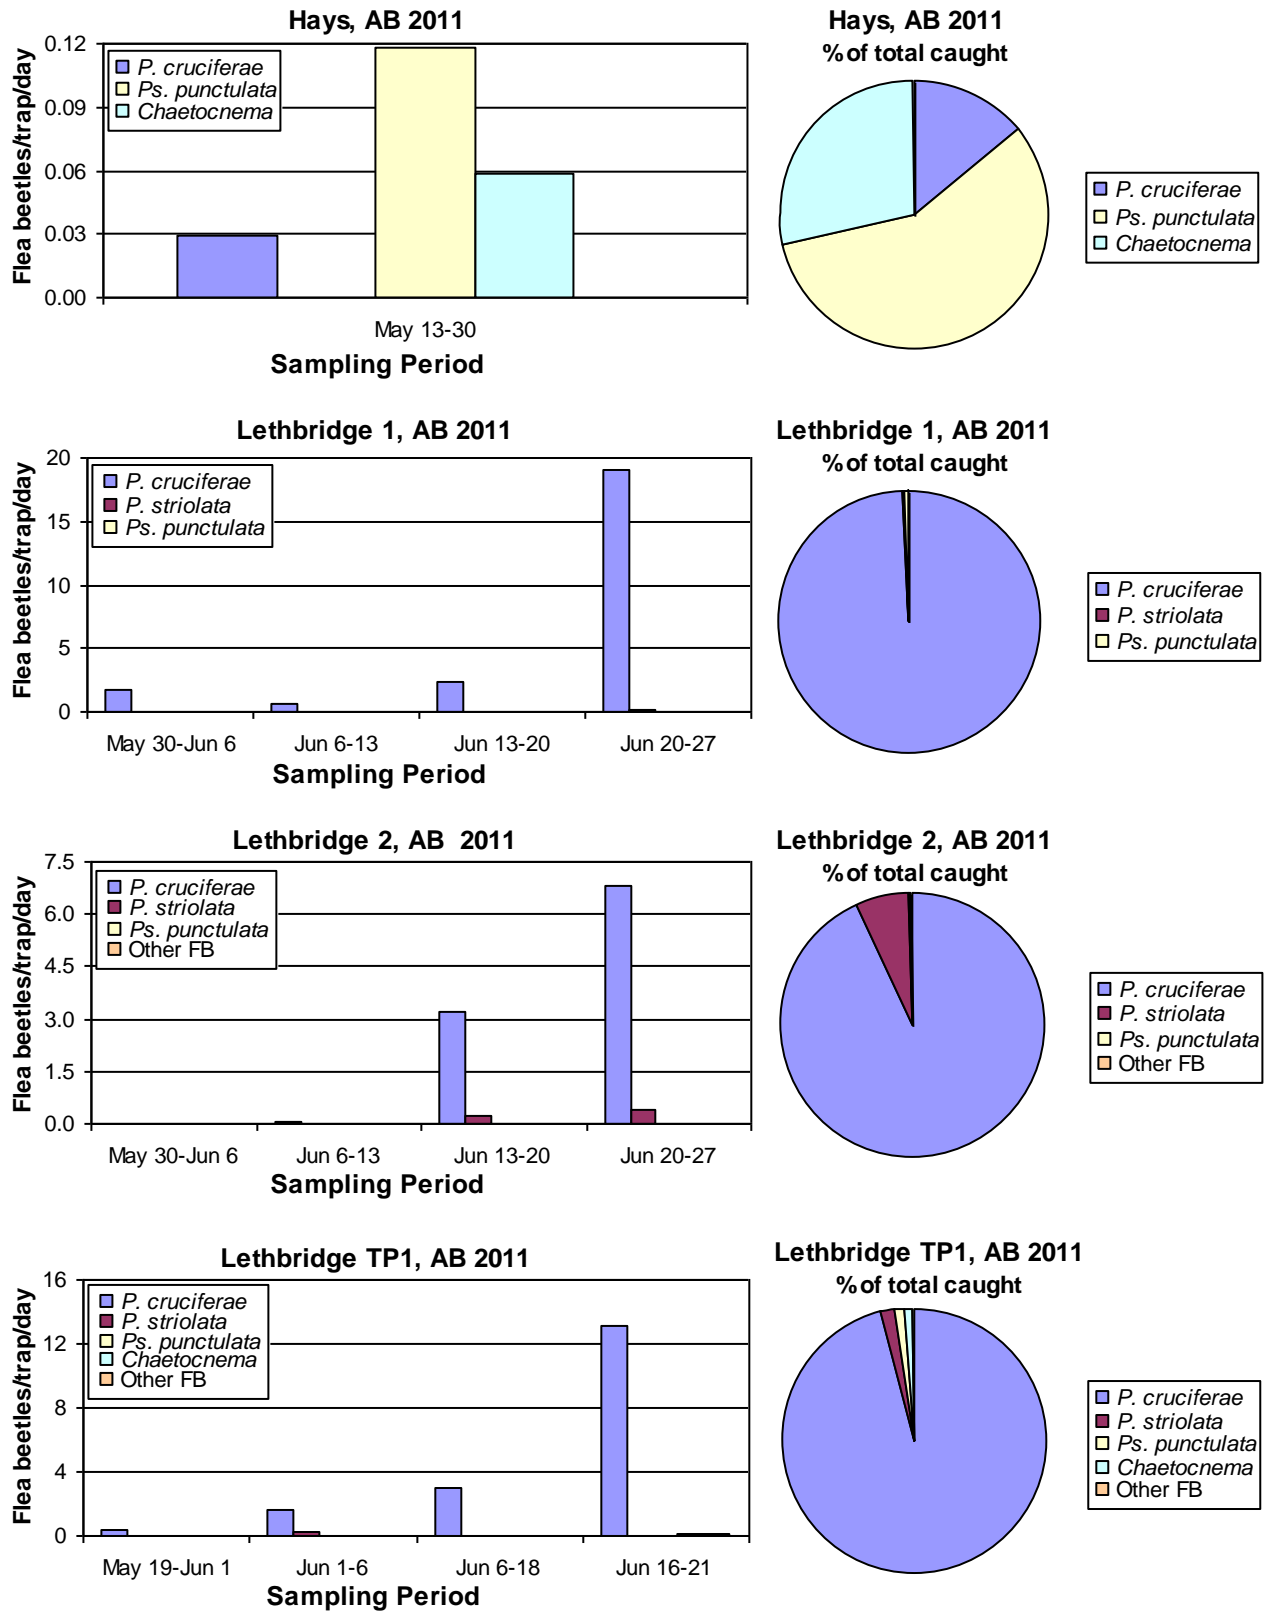 Hays, AB 2011
Flea beetles/trap/day
0.12
0.09
0.06
0.03
0.00
P. cruciferae
Ps. punctulata
Chaetocnema
May 13-30
Sampling Period
Hays, AB 2011
% of total caught
P. cruciferae
Ps. punctulata
Chaetocnema
Lethbridge 1, AB 2011
Flea beetles/trap/day
20
15
10
5
0
P. cruciferae
P. striolata
Ps. punctulata
May 30-Jun 6 Jun 6-13 Jun 13-20 Jun 20-27
Sampling Period
Lethbridge 1, AB 2011
% of total caught
P. cruciferae
P. striolata
Ps. punctulata
Lethbridge 2, AB 2011
Flea beetles/trap/day
7.5
6.0
4.5
3.0
1.5
0.0
P. cruciferae
P. striolata
Ps. punctulata
Other FB
May 30-Jun 6 Jun 6-13 Jun 13-20 Jun 20-27
Sampling Period
Lethbridge 2, AB 2011
% of total caught
P. cruciferae
P. striolata
Ps. punctulata
Other FB
Lethbridge TP1, AB 2011
Flea beetles/trap/day
16
12
8
4
0
P. cruciferae
P. striolata
Ps. punctulata
Chaetocnema
Other FB
May 19-Jun 1 Jun 1-6 Jun 6-18 Jun 16-21
Sampling Period
Lethbridge TP1, AB 2011
% of total caught
P. cruciferae
P. striolata
Ps. punctulata
Chaetocnema
Other FB